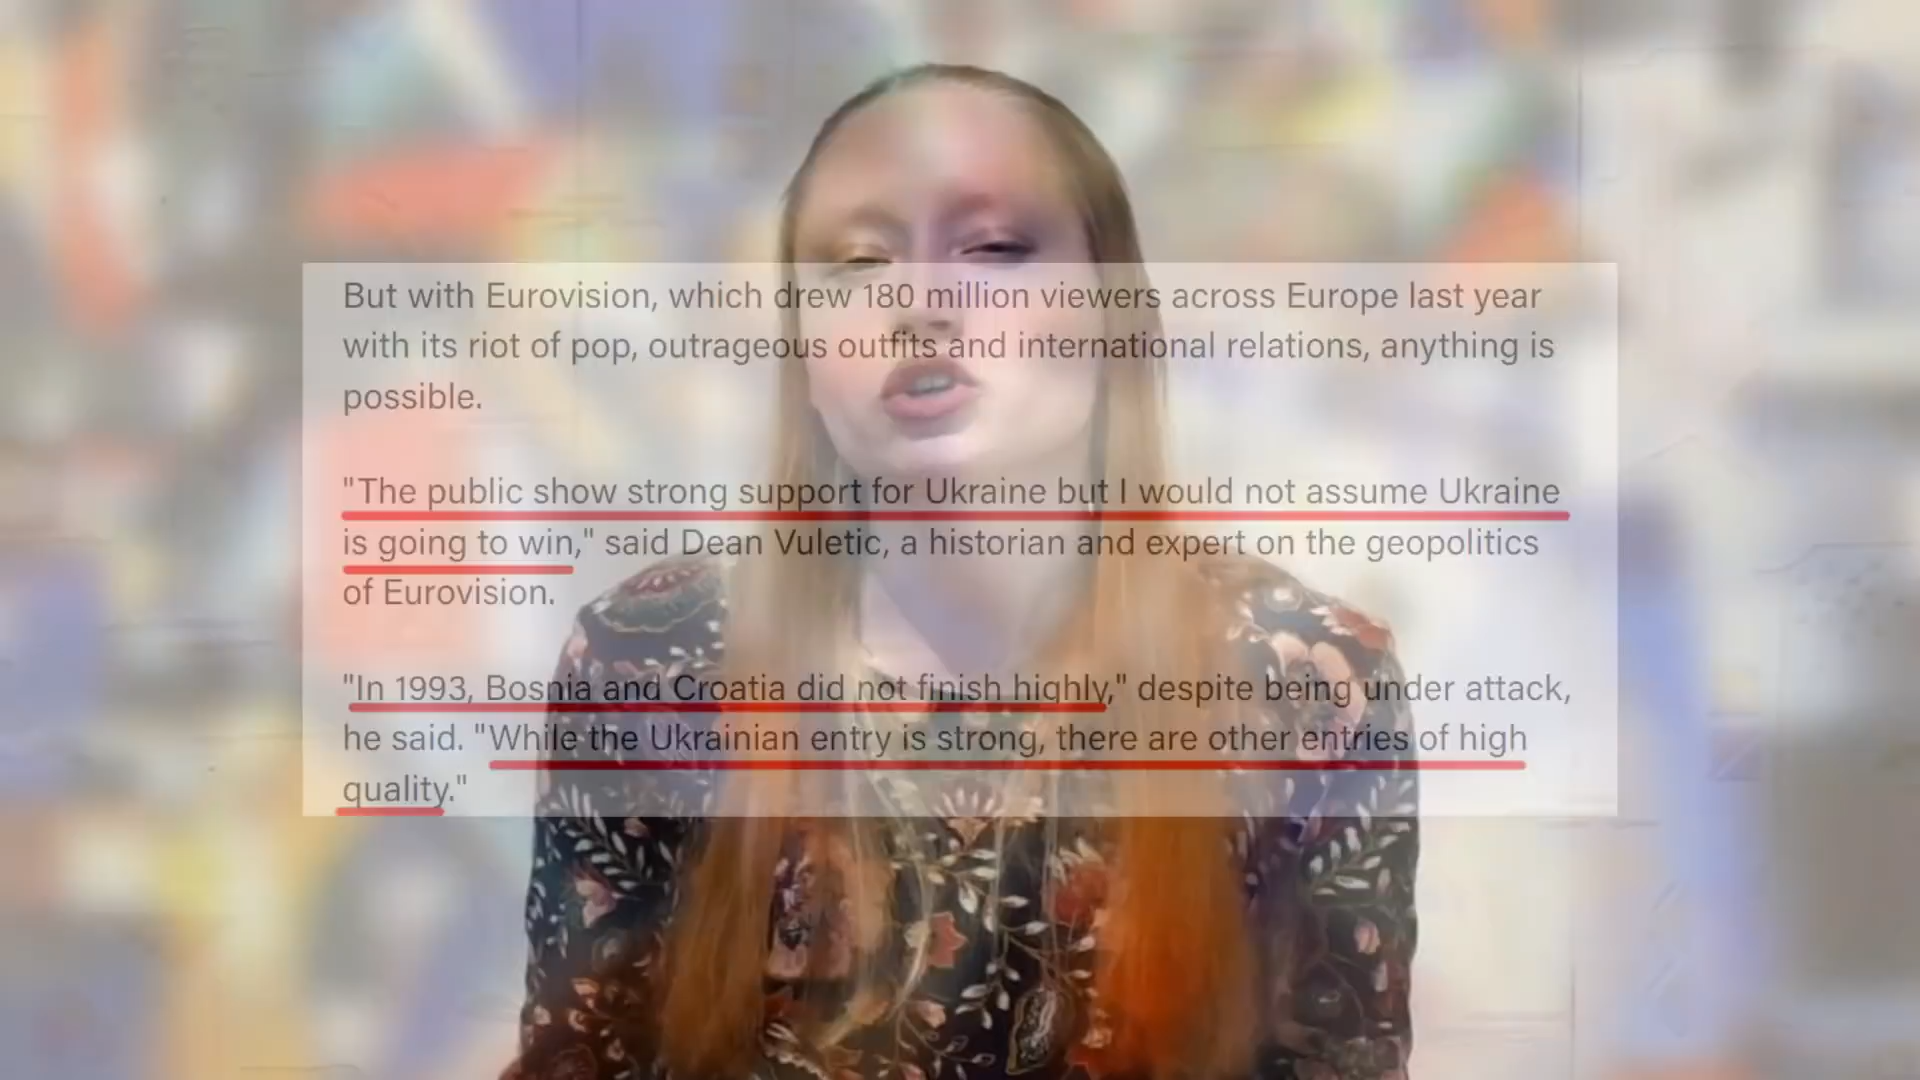 But with Eurovision, which drew 180 million viewers across Europe last year
with its riot of pop, outrageous outfits and international relations, anything is
possible.
"The public show strong support for Ukraine but I would not assume Ukraine
is going to win," said Dean Vuletic, a historian and expert on the geopolitics
of Eurovision.
"In 1993, Bosnia and Croatia did not finish highly," despite being under attack,
he said. "While the Ukrainian entry is strong, there are other entries of high
quality."